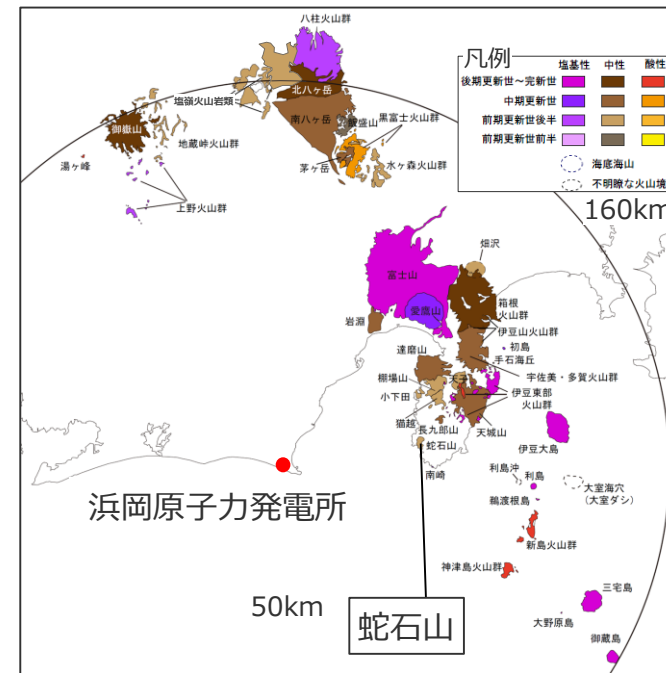 八柱火山群
凡例
塩基性 中性 酸性
後期更新世～完新世
中期更新世
前期更新世後半
前期更新世前半
海底海山
不明瞭な火山境
160km
塩嶺火山岩類
北八ヶ岳
御嶽山
南八ヶ岳
飯盛山
黒富士火山群
地蔵峠火山群
湯ヶ峰
茅ヶ岳
水ヶ森火山群
上野火山群
畑沢
富士山
愛鷹山
箱根
火山群
岩淵
伊豆山火山群
初島
達磨山
手石海丘
宇佐美・多賀火山群
棚場山
天子
小下田
伊豆東部
火山群
猫越
長九郎山
天城山
蛇石山
伊豆大島
南崎
利島沖
利島
大室海穴
(大室ダシ)
鵜渡根島
浜岡原子力発電所
新島火山群
神津島火山群
50km
三宅島
蛇石山
大野原島
御蔵島